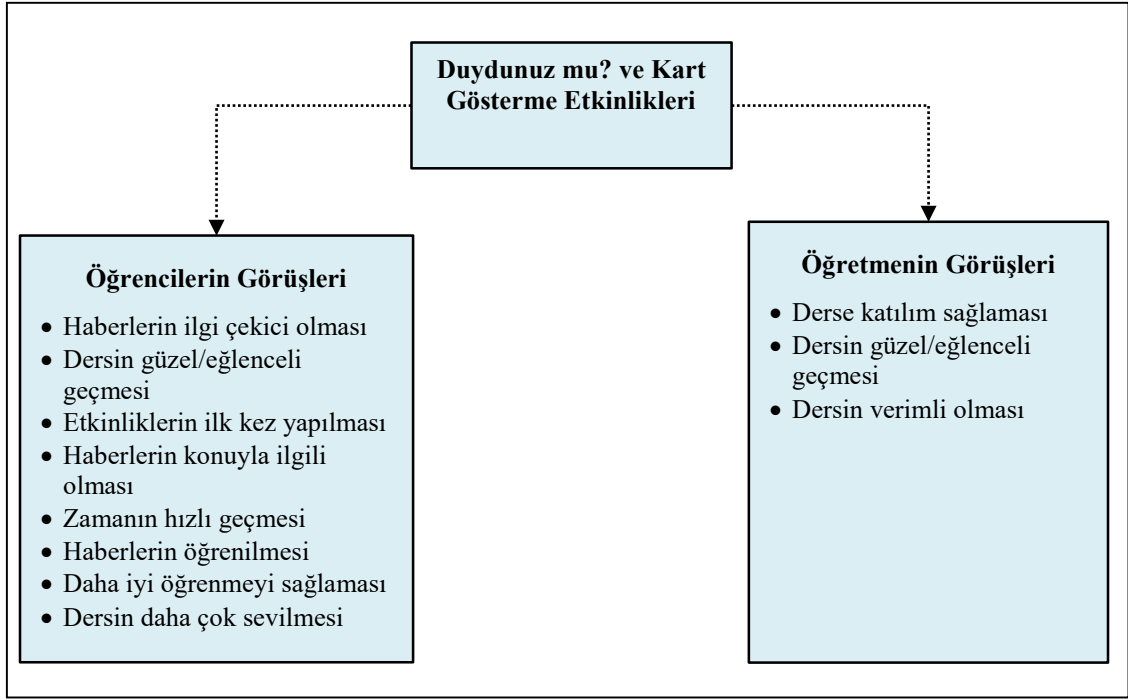 Duydunuz mu? ve Kart
Gösterme Etkinlikleri
Öğrencilerin Görüşleri
• Haberlerin ilgi çekici olması
• Dersin güzel/eğlenceli
geçmesi
• Etkinliklerin ilk kez yapılması
• Haberlerin konuyla ilgili
olması
• Zamanın hızlı geçmesi
• Haberlerin öğrenilmesi
• Daha iyi öğrenmeyi sağlaması
• Dersin daha çok sevilmesi
Öğretmenin Görüşleri
• Derse katılım sağlaması
• Dersin güzel/eğlenceli
geçmesi
• Dersin verimli olması